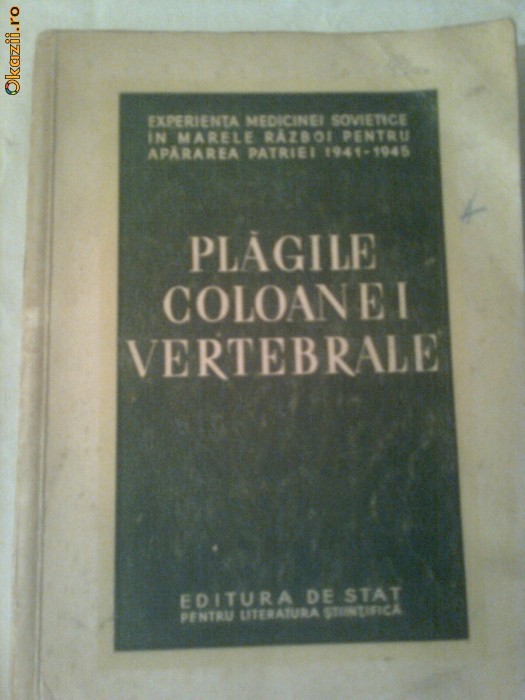 Okazii.ro
EXPERIENȚA MEDICINEI SOVIETICE
IN MARELE RĂZBOI PENTRU
APĂRAREA PATRIEI 1941-1945
PLĂGILE
COLOANEI
VERTEBRALE
EDITURA DE STAT
PENTRU LITERATURA ȘTIINȚIFICĂ